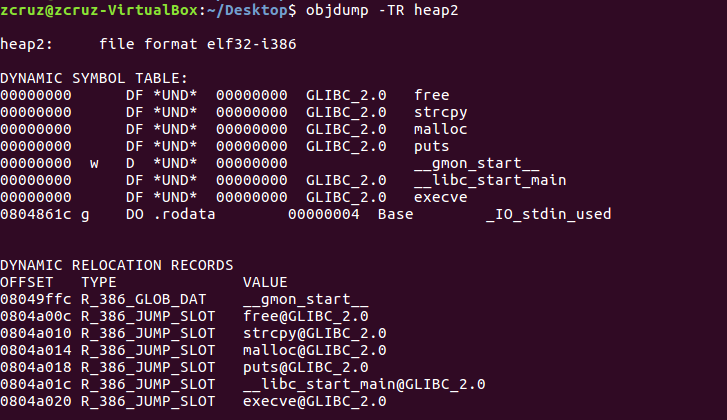 zcruz@zcruz-VirtualBox:~/Desktop$ objdump -TR heap2

heap2:     file format elf32-i386

DYNAMIC SYMBOL TABLE:
00000000      DF *UND*  00000000  GLIBC_2.0   free
00000000      DF *UND*  00000000  GLIBC_2.0   strcpy
00000000      DF *UND*  00000000  GLIBC_2.0   malloc
00000000      DF *UND*  00000000  GLIBC_2.0   puts
00000000  w   D  *UND*  00000000              __gmon_start__
00000000      DF *UND*  00000000  GLIBC_2.0   __libc_start_main
00000000      DF *UND*  00000000  GLIBC_2.0   execve
0804861c g    DO .rodata        00000004  Base        _IO_stdin_used


DYNAMIC RELOCATION RECORDS
OFFSET   TYPE              VALUE
08049ffc R_386_GLOB_DAT    __gmon_start__
0804a00c R_386_JUMP_SLOT   free@GLIBC_2.0
0804a010 R_386_JUMP_SLOT   strcpy@GLIBC_2.0
0804a014 R_386_JUMP_SLOT   malloc@GLIBC_2.0
0804a018 R_386_JUMP_SLOT   puts@GLIBC_2.0
0804a01c R_386_JUMP_SLOT   __libc_start_main@GLIBC_2.0
0804a020 R_386_JUMP_SLOT   execve@GLIBC_2.0